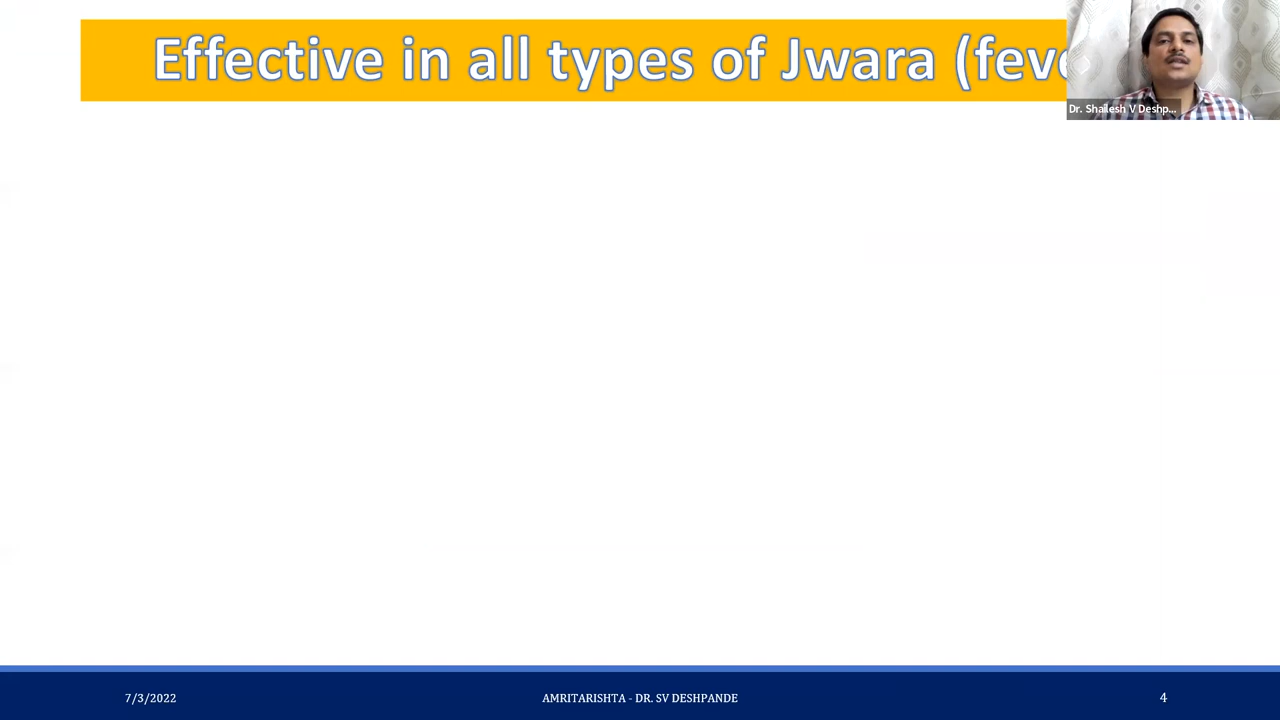 Effective in all types of Jwara (feve
Dr. Shailesh V Deshp...
7/3/2022
AMRITARISHTA - DR. SV DESHPANDE
4